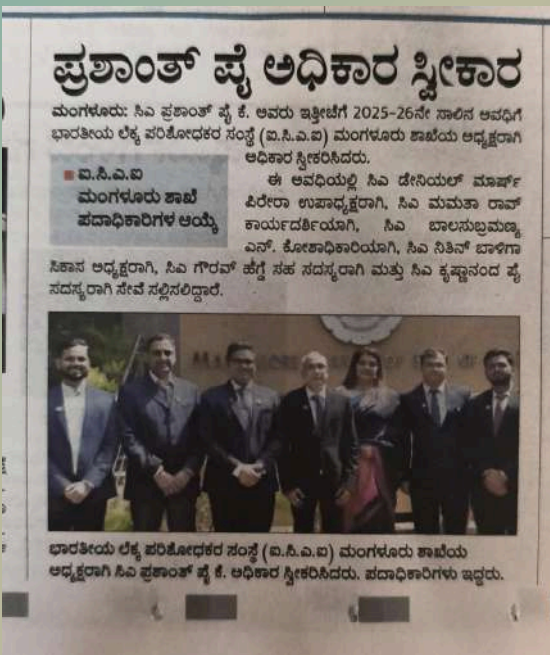 ಪ್ರಶಾಂತ್ ಪೈ ಅಧಿಕಾರ ಸ್ವೀಕಾರ
ಮಂಗಳೂರು: ಸಿಎ ಪ್ರಶಾಂತ್ ಪೈ ಕೆ. ಅವರು ಇತ್ತೀಚೆಗೆ 2025-26ನೇ ಸಾಲಿನ ಅವಧಿಗೆ
ಭಾರತೀಯ ಲೆಕ್ಕ ಪರಿಶೋಧಕರ ಸಂಸ್ಥೆ (ಐ.ಸಿ.ಎ.ಐ) ಮಂಗಳೂರು ಶಾಖೆಯ ಅಧ್ಯಕ್ಷರಾಗಿ
ಅಧಿಕಾರ ಸ್ವೀಕರಿಸಿದರು.
ಐ.ಸಿ.ಎ.ಐ
ಮಂಗಳೂರು ಶಾಖೆ
ಪದಾಧಿಕಾರಿಗಳ ಆಯ್ಕೆ
ಈ ಅವಧಿಯಲ್ಲಿ ಸಿಎ ಡೇನಿಯಲ್ ಮಾರ್ಷ್
ಪಿರೇರಾ ಉಪಾಧ್ಯಕ್ಷರಾಗಿ, ಸಿಎ ಮಮತಾ ರಾವ್
ಕಾರ್ಯದರ್ಶಿಯಾಗಿ, ಸಿಎ ಬಾಲಸುಬ್ರಮಣ್ಯ
ಎನ್. ಕೋಶಾಧಿಕಾರಿಯಾಗಿ, ಸಿಎ ನಿತಿನ್ ಬಾಳಿಗಾ
ಸಿಕಾಸ ಅಧ್ಯಕ್ಷರಾಗಿ, ಸಿಎ ಗೌರವ್ ಹೆಗ್ಡೆ ಸಹ ಸದಸ್ಯರಾಗಿ ಮತ್ತು ಸಿಎ ಕೃಷ್ಣಾನಂದ ಪೈ
ಸದಸ್ಯರಾಗಿ ಸೇವೆ ಸಲ್ಲಿಸಲಿದ್ದಾರೆ.
ಭಾರತೀಯ ಲೆಕ್ಕ ಪರಿಶೋಧಕರ ಸಂಸ್ಥೆ (ಐ.ಸಿ.ಎ.ಐ) ಮಂಗಳೂರು ಶಾಖೆಯ
ಅಧ್ಯಕ್ಷರಾಗಿ ಸಿಎ ಪ್ರಶಾಂತ್ ಪೈ ಕೆ. ಅಧಿಕಾರ ಸ್ವೀಕರಿಸಿದರು. ಪದಾಧಿಕಾರಿಗಳು ಇದ್ದರು.